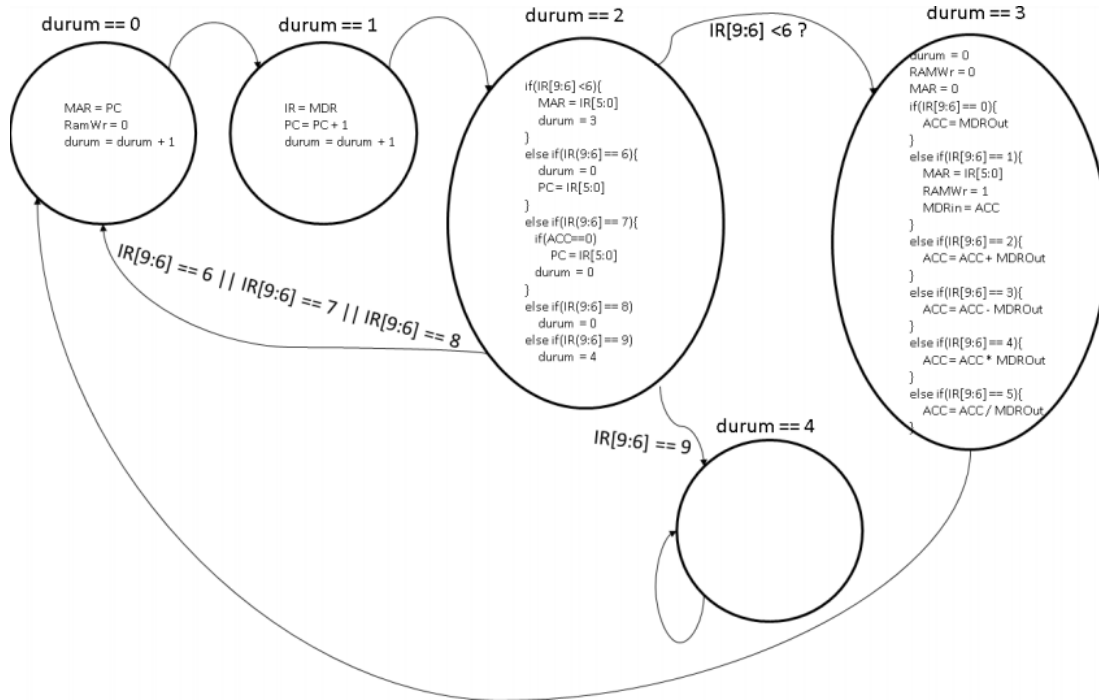 durum == 0
MAR = PC
RamWr = 0
durum = durum + 1
durum == 1
IR = MDR
PC = PC + 1
durum = durum + 1
durum == 2
if(IR[9:6] <6){
MAR = IR[5:0]
durum = 3
}
else if(IR(9:6] == 6){
durum = 0
PC = IR[5:0]
}
else if(IR(9:6] == 7){
if(ACC==0)
PC = IR[5:0]
durum = 0
}
else if(IR(9:6] == 8)
durum = 0
else if(IR(9:6] == 9)
durum = 4
IR[9:6] <6 ?
durum == 3
durum = 0
RAMWr = 0
MAR = 0
if(IR[9:6] == 0){
ACC = MDROut
}
else if(IR[9:6] == 1){
MAR = IR[5:0]
RAMWr = 1
MDRin = ACC
}
else if(IR[9:6] == 2){
ACC = ACC + MDROut
}
else if(IR[9:6] == 3){
ACC = ACC - MDROut
}
else if(IR[9:6] == 4){
ACC = ACC * MDROut
}
else if(IR[9:6] == 5){
ACC = ACC / MDROut
}
IR[9:6] == 6 || IR[9:6] == 7 || IR[9:6] == 8
IR[9:6] == 9
durum == 4